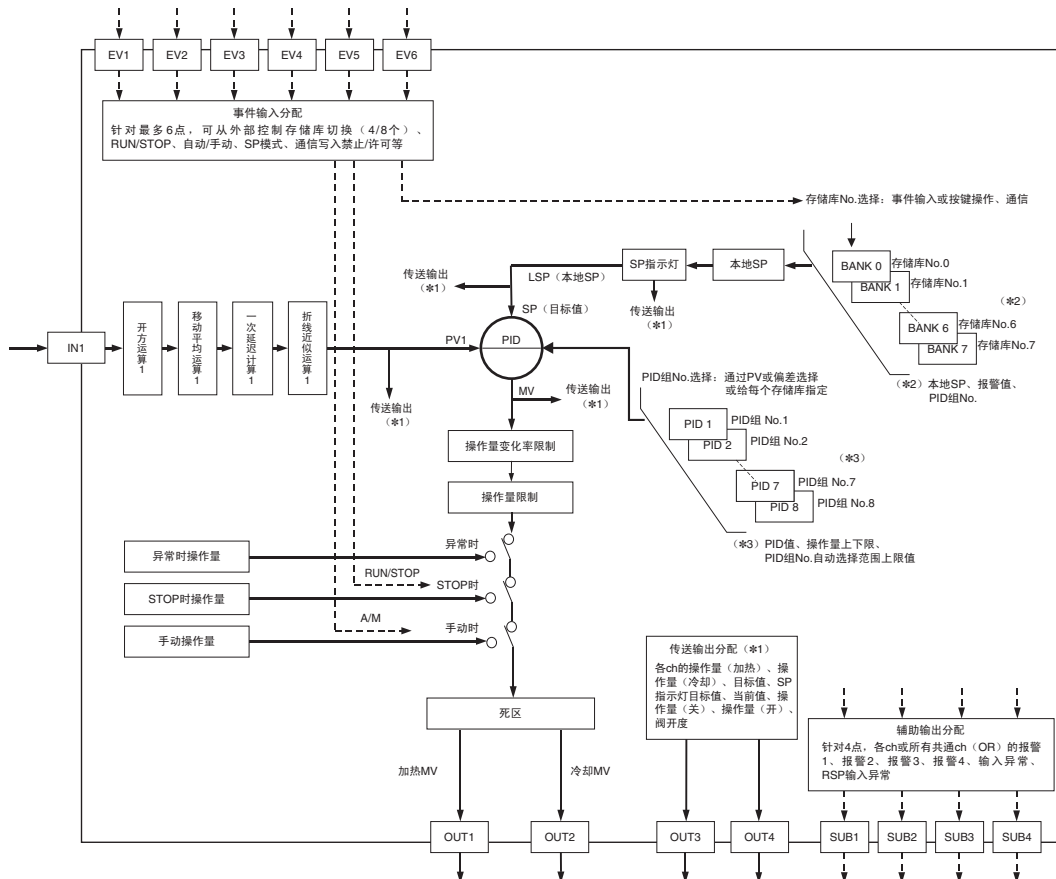 EV1
EV2
EV3
EV4
EV5
EV6
事件输入分配
针对最多6点，可从外部控制存储库切换（4/8个）、
RUN/STOP、自动/手动、SP模式、通信写入禁止/许可等
存储库No.选择：事件输入或按键操作、通信
BANK 0
存储库No.0
BANK 1
存储库No.1
（✽2）
BANK 6
存储库No.6
BANK 7
存储库No.7
（✽2）本地SP、报警值、
PID组No.
本地SP
SP指示灯
传送输出
（✽1）
LSP（本地SP）
传送输出
（✽1）
SP（目标值）
IN1
开方运算1
移动平均运算1
一次延迟计算1
折线近似运算1
传送输出
（✽1）
PV1
PID
MV
传送输出
（✽1）
PID组No.选择：通过PV或偏差选择
或给每个存储库指定
PID 1
PID组 No.1
PID 2
PID组 No.2
（✽3）
PID 7
PID组 No.7
PID 8
PID组 No.8
（✽3）PID值、操作量上下限、
PID组No.自动选择范围上限值
操作量变化率限制
操作量限制
异常时操作量
异常时
RUN/STOP
STOP时操作量
STOP时
A/M
手动操作量
手动时
死区
加热MV
冷却MV
传送输出分配（✽1）
各ch的操作量（加热）、操
作量（冷却）、目标值、SP
指示灯目标值、当前值、操
作量（关）、操作量（开）、
阀开度
辅助输出分配
针对4点，各ch或所有共通ch（OR）的报警
1、报警2、报警3、报警4、输入异常、
RSP输入异常
OUT1
OUT2
OUT3
OUT4
SUB1
SUB2
SUB3
SUB4